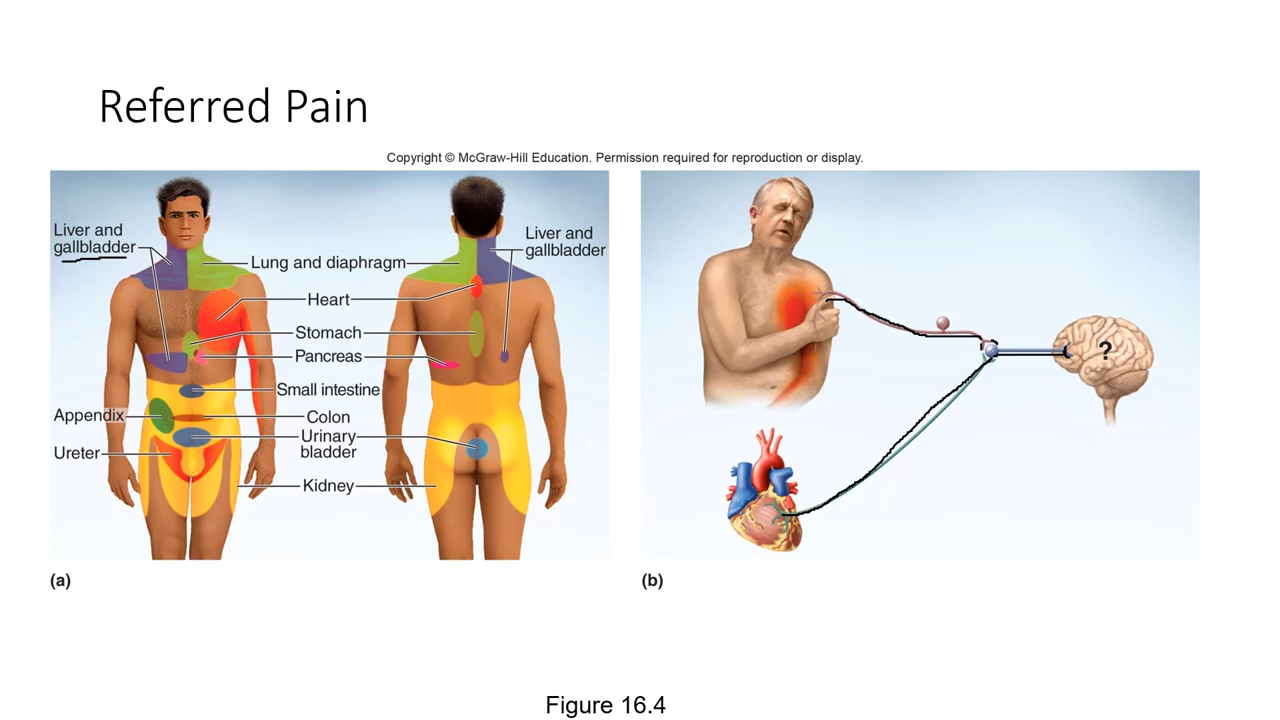 Referred Pain
Copyright © McGraw-Hill Education. Permission required for reproduction or display.
Liver and
gallbladder
Lung and diaphragm
Heart
Stomach
Pancreas
Small intestine
Appendix
Colon
Urinary
bladder
Ureter
Kidney
Liver and
gallbladder
?
(a)
(b)
Figure 16.4